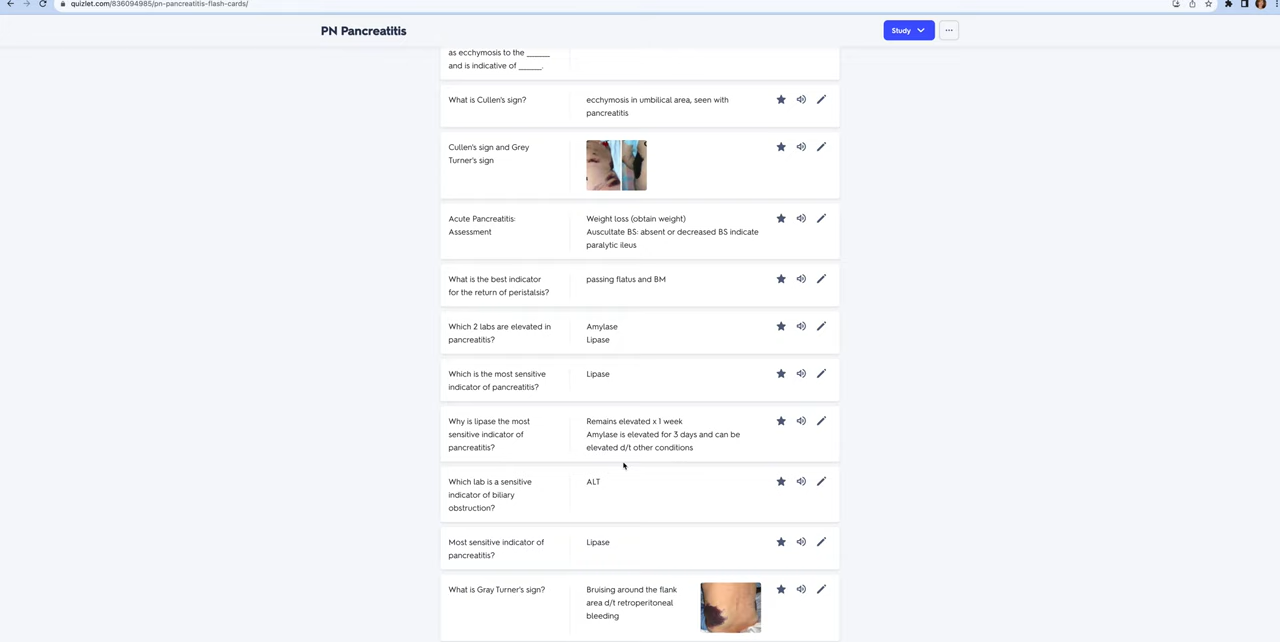 quizlet.com/836094985/pn-pancreatitis-flash-cards/
PN Pancreatitis
Study
as ecchymosis to the ______
and is indicative of ______.
What is Cullen's sign?
ecchymosis in umbilical area, seen with
pancreatitis
Cullen's sign and Grey
Turner's sign
Acute Pancreatitis:
Assessment
Weight loss (obtain weight)
Auscultate BS: absent or decreased BS indicate
paralytic ileus
What is the best indicator
for the return of peristalsis?
passing flatus and BM
Which 2 labs are elevated in
pancreatitis?
Amylase
Lipase
Which is the most sensitive
indicator of pancreatitis?
Lipase
Why is lipase the most
sensitive indicator of
pancreatitis?
Remains elevated x 1 week
Amylase is elevated for 3 days and can be
elevated d/t other conditions
Which lab is a sensitive
indicator of biliary
obstruction?
ALT
Most sensitive indicator of
pancreatitis?
Lipase
What is Gray Turner's sign?
Bruising around the flank
area d/t retroperitoneal
bleeding